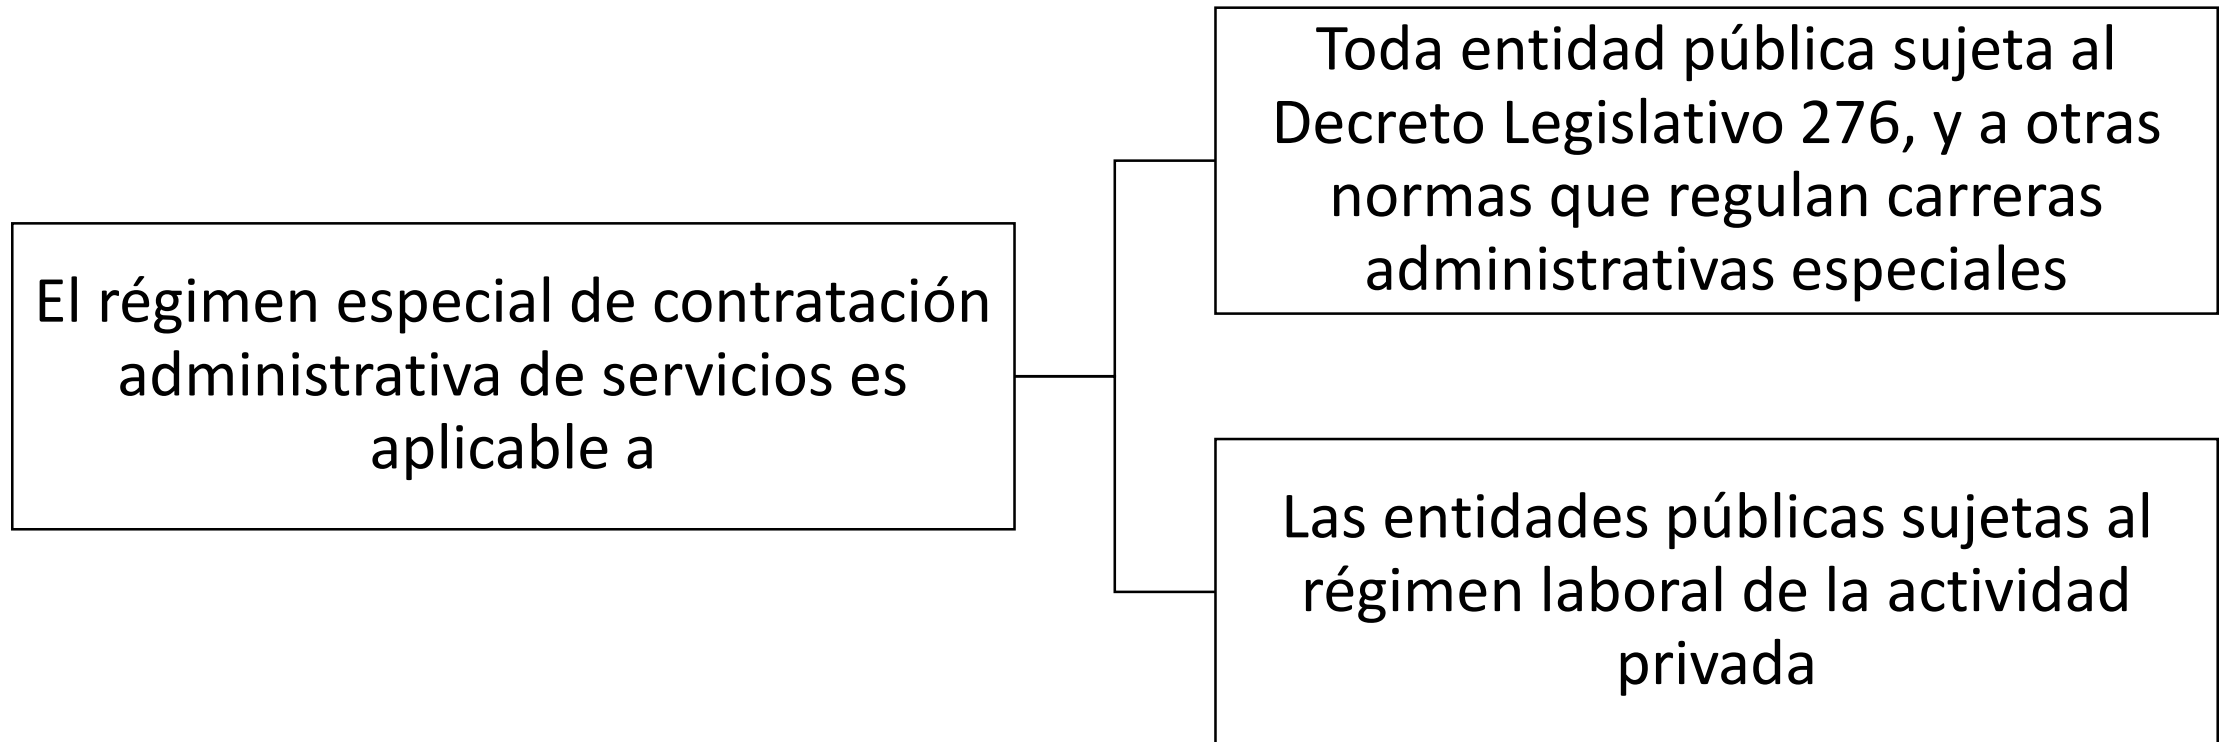 El régimen especial de contratación
administrativa de servicios es
aplicable a
Toda entidad pública sujeta al
Decreto Legislativo 276, y a otras
normas que regulan carreras
administrativas especiales
Las entidades públicas sujetas al
régimen laboral de la actividad
privada